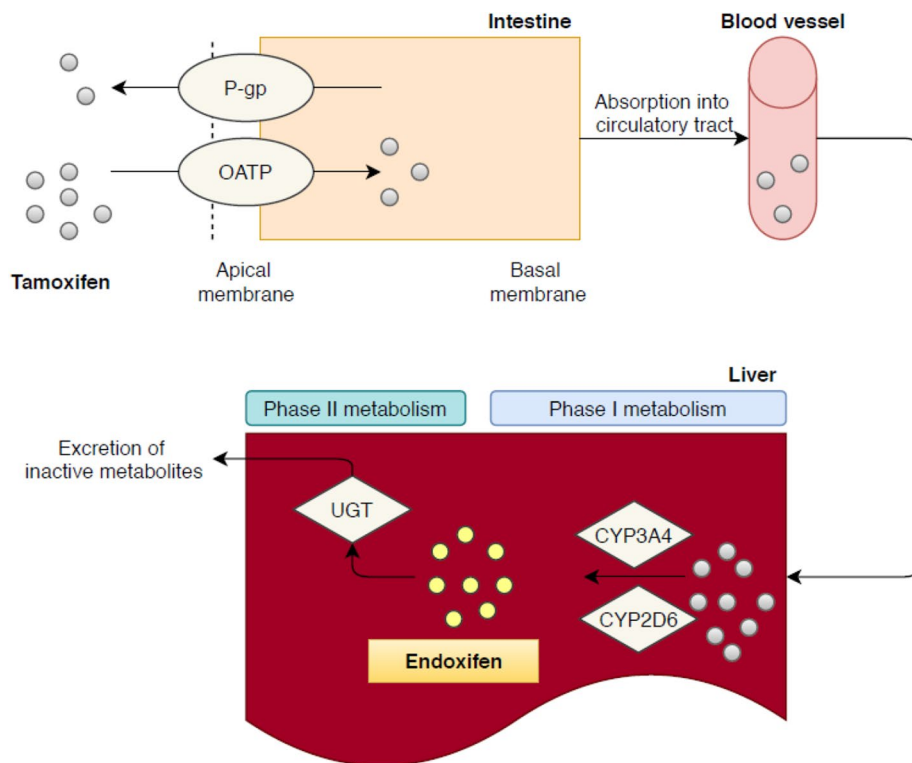 Intestine
Blood vessel
P-gp
Absorption into
circulatory tract
OATP
Tamoxifen
Apical
membrane
Basal
membrane
Liver
Phase II metabolism
Phase I metabolism
Excretion of
inactive metabolites
UGT
CYP3A4
CYP2D6
Endoxifen